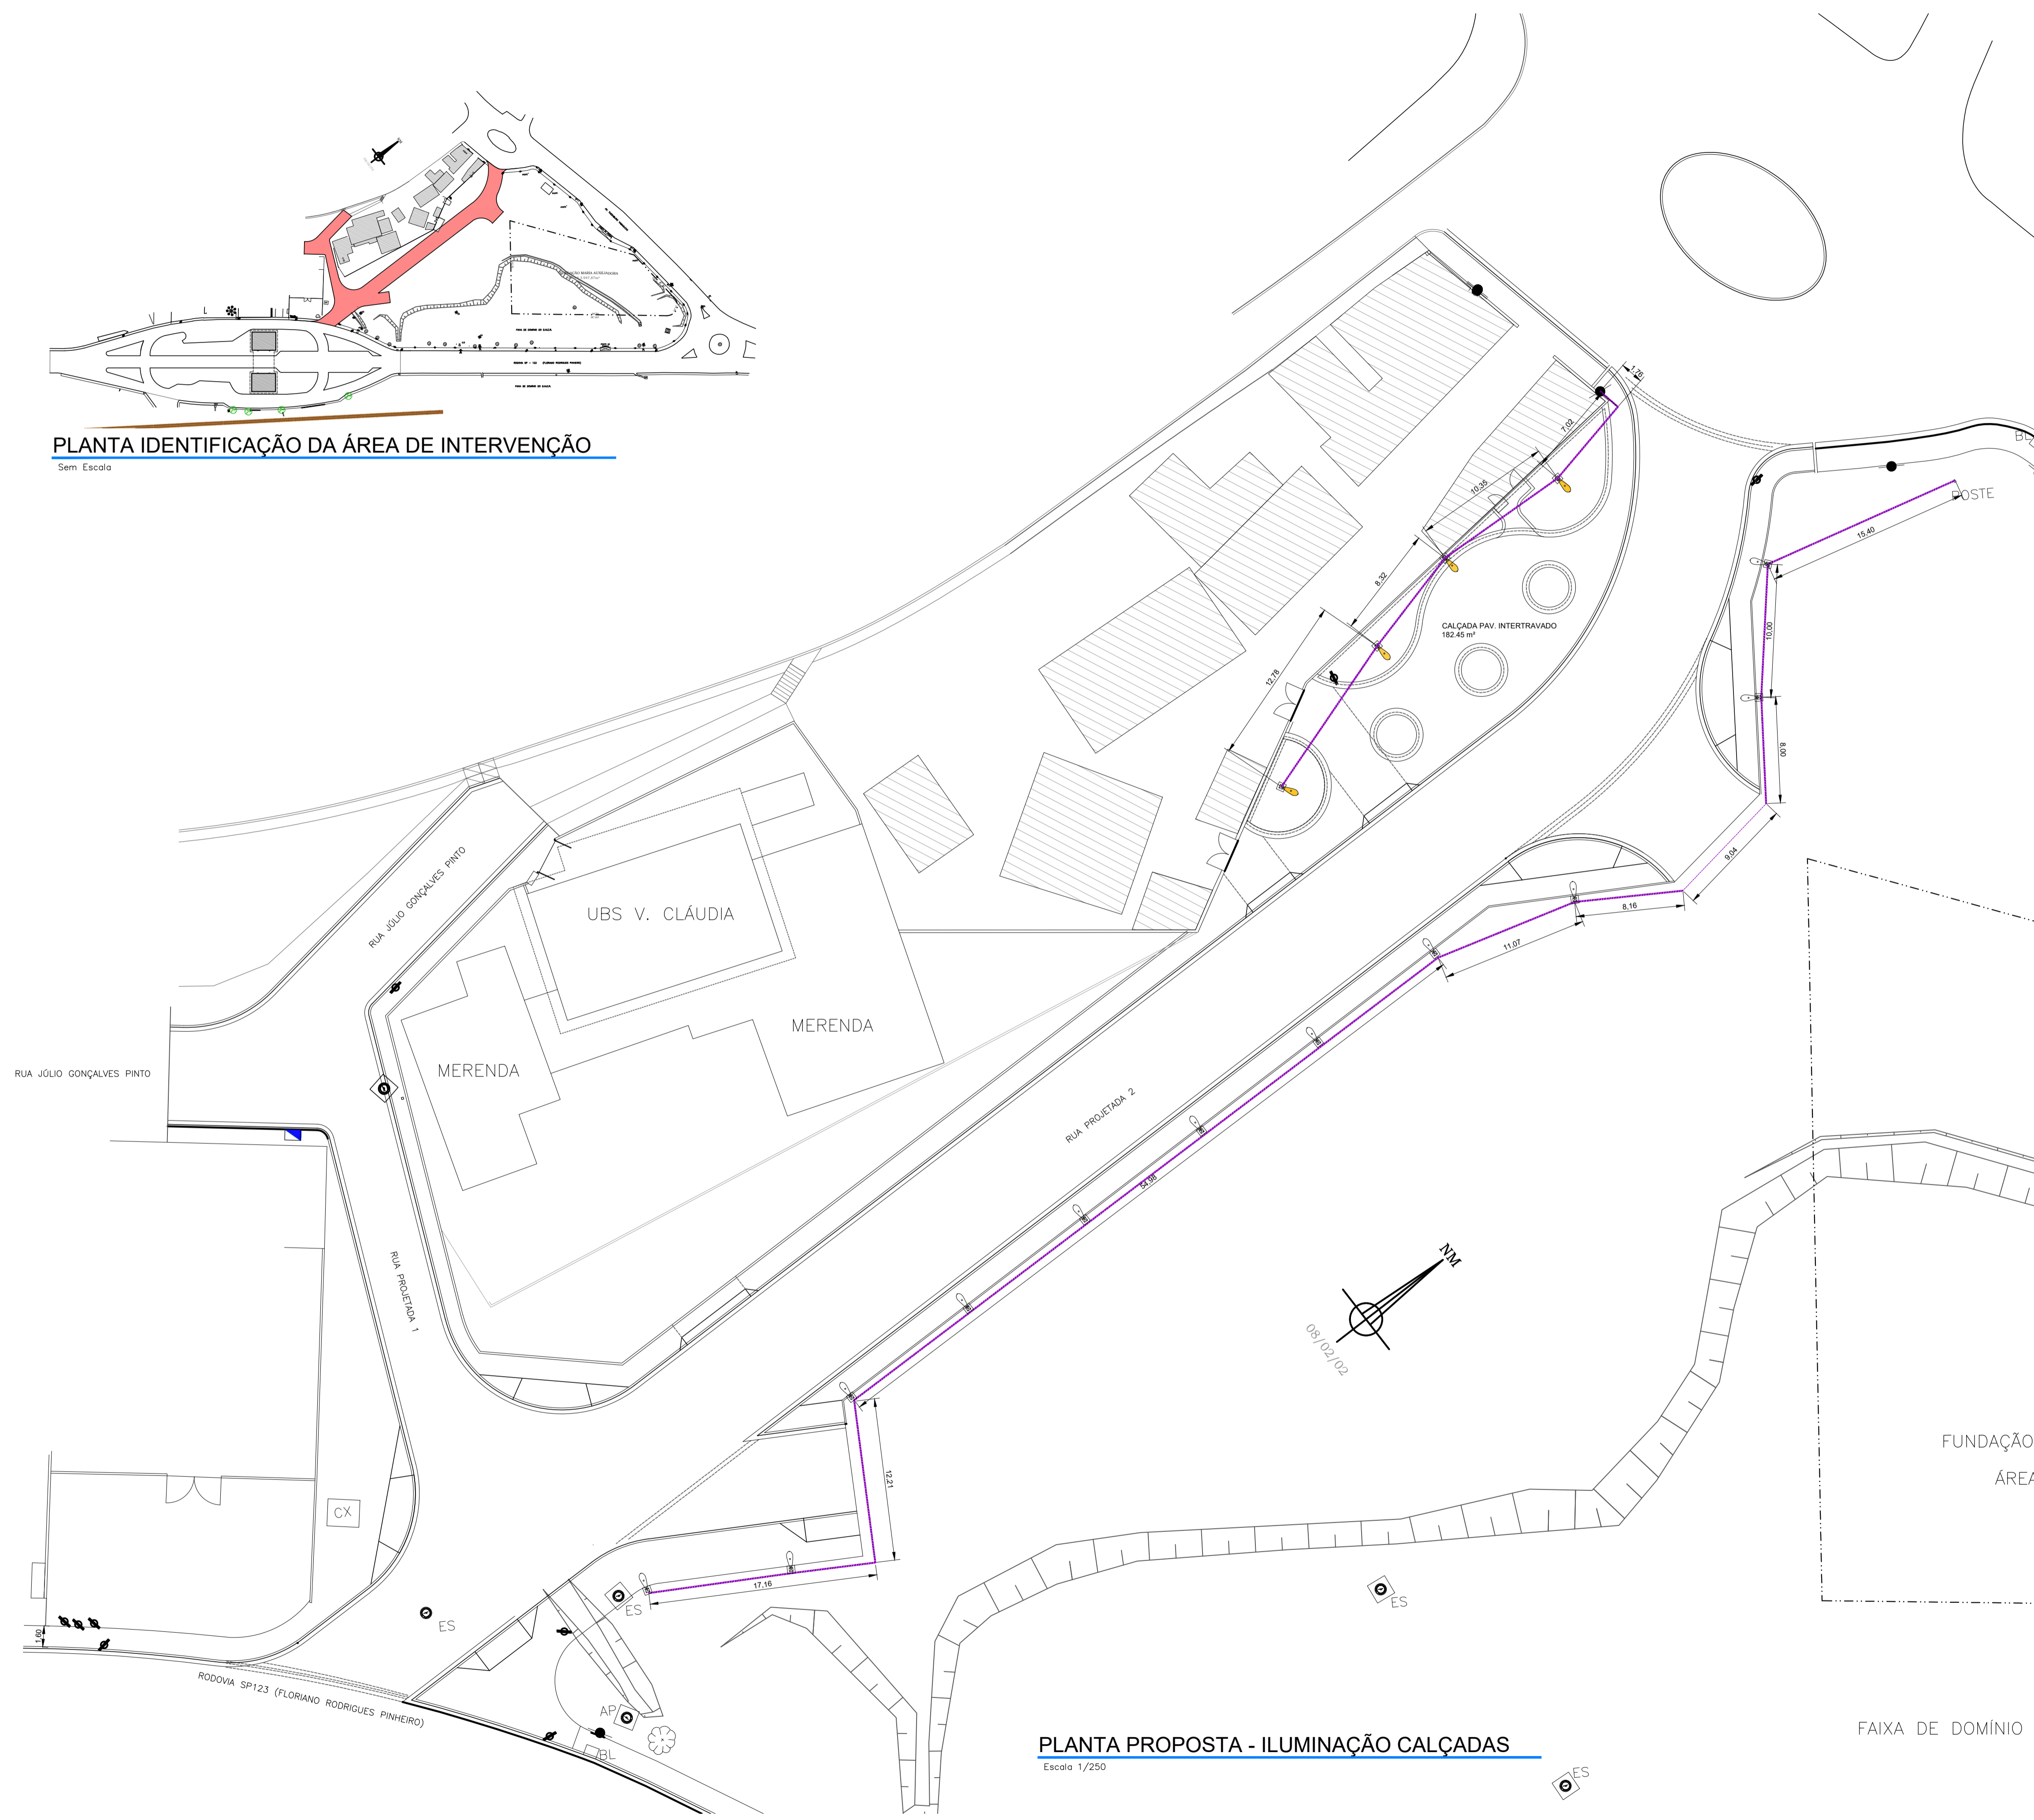 PLANTA IDENTIFICAÇÃO DA ÁREA DE INTERVENÇÃO
Sem Escala
1,76
7,02
10,35
8,32
12,78
CALÇADA PAV. INTERTRAVADO
182.45 m²
BL
POSTE
15,40
10,00
8,00
9,04
8,16
11,07
54,98
12,21
17,16
RUA JÚLIO GONÇALVES PINTO
UBS V. CLÁUDIA
MERENDA
MERENDA
RUA JÚLIO GONÇALVES PINTO
RUA PROJETADA 2
RUA PROJETADA 1
NM
08/02/02
FUNDAÇÃO
ÁREA
CX
ES
ES
ES
1,60
RODOVIA SP123 (FLORIANO RODRIGUES PINHEIRO)
AP
BL
FAIXA DE DOMÍNIO
PLANTA PROPOSTA - ILUMINAÇÃO CALÇADAS
Escala 1/250
ES